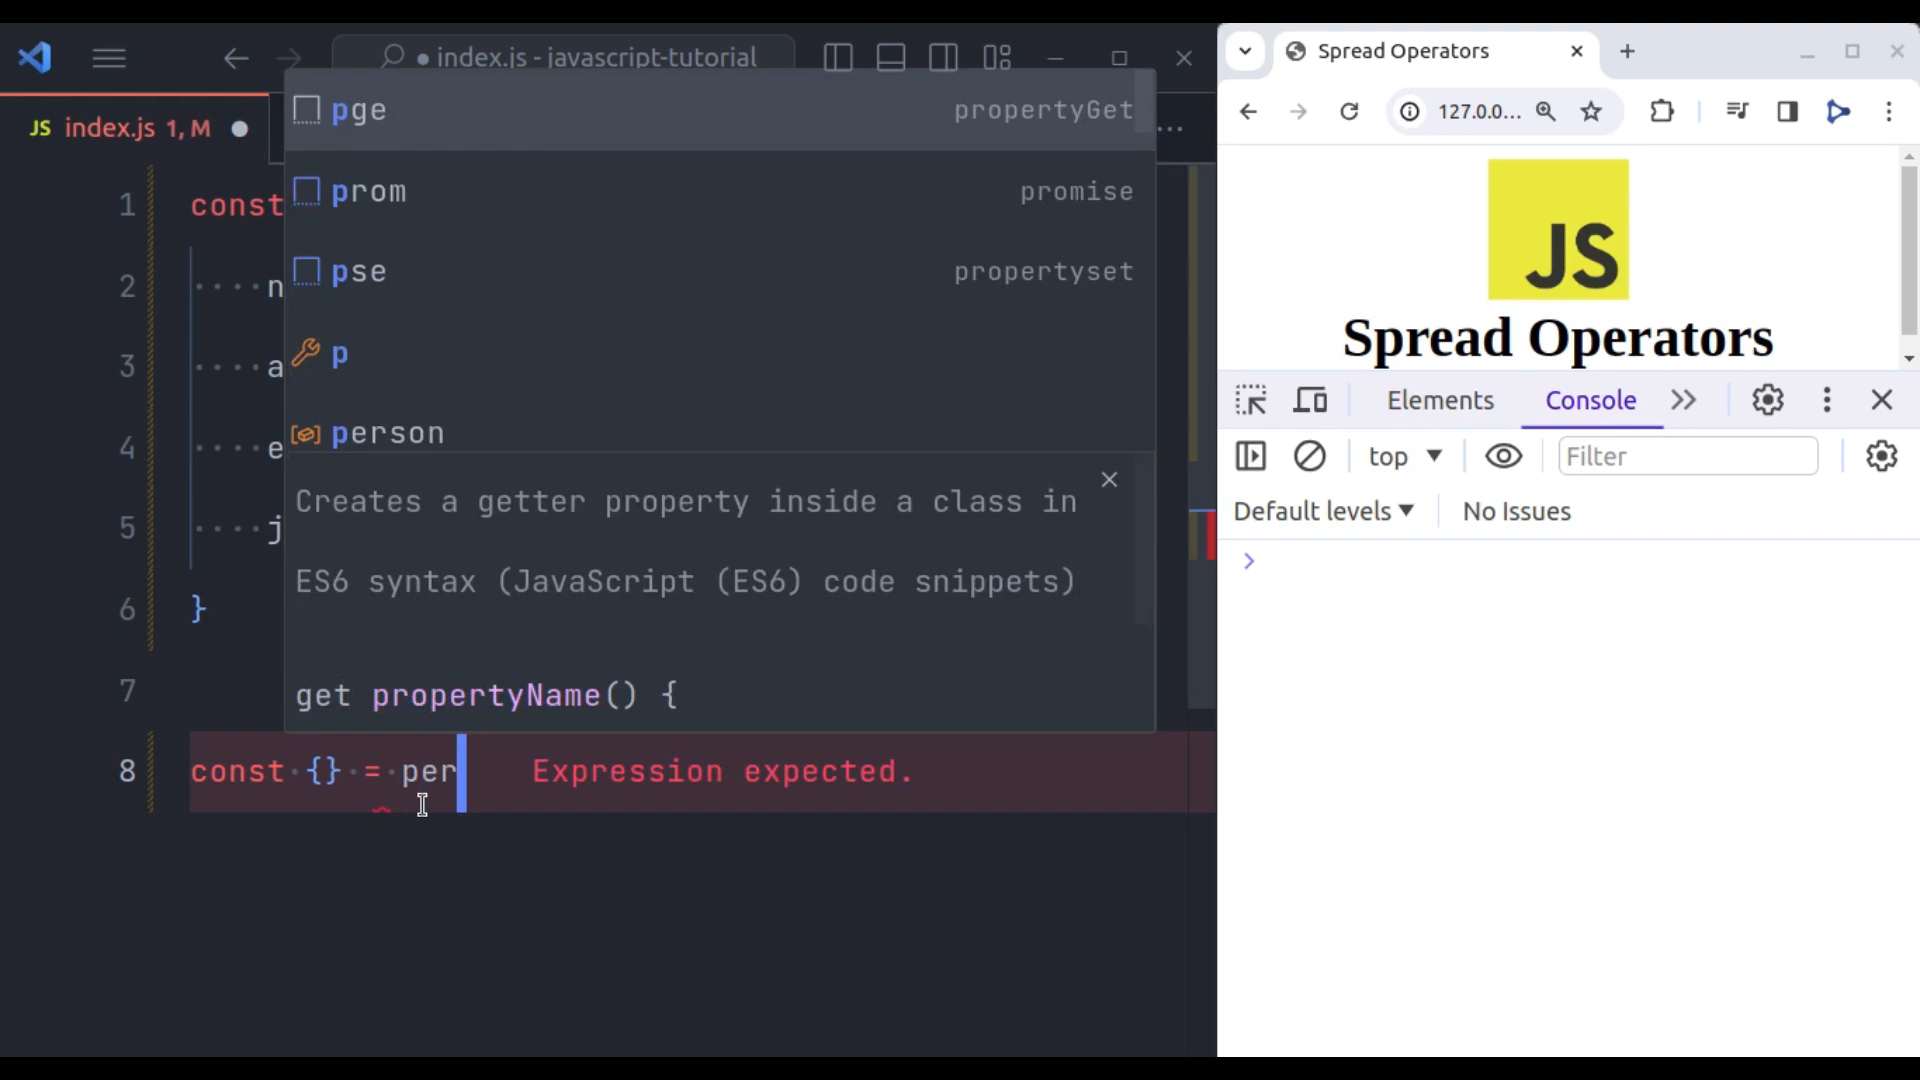 index.js - javascript-tutorial
JS index.js 1, M
...
1 const
2 n
3 a
4 e
5 j
6 }
7
8 const {} = per Expression expected.
pge propertyGet
prom promise
pse propertyset
p
person
Creates a getter property inside a class in
ES6 syntax (JavaScript (ES6) code snippets)
get propertyName() {
Spread Operators
127.0.0...
JS
Spread Operators
Elements Console
top Filter
Default levels No Issues